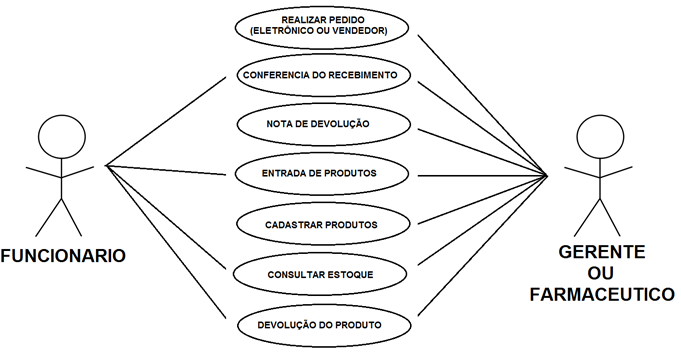 REALIZAR PEDIDO
(ELETRÔNICO OU VENDEDOR)
CONFERENCIA DO RECEBIMENTO
NOTA DE DEVOLUÇÃO
ENTRADA DE PRODUTOS
CADASTRAR PRODUTOS
CONSULTAR ESTOQUE
DEVOLUÇÃO DO PRODUTO
FUNCIONARIO
GERENTE
OU
FARMACEUTICO